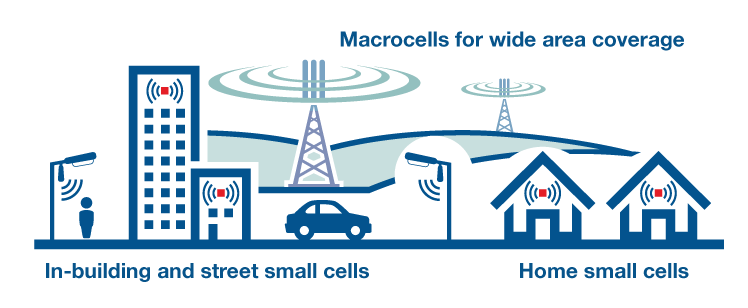 Macrocells for wide area coverage
In-building and street small cells
Home small cells